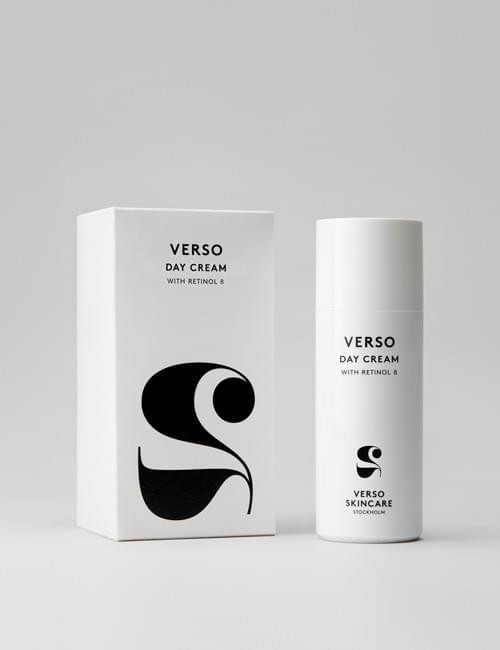 VERSO
DAY CREAM
WITH RETINOL 8
VERSO
DAY CREAM
WITH RETINOL 8
VERSO
SKINCARE
STOCKHOLM